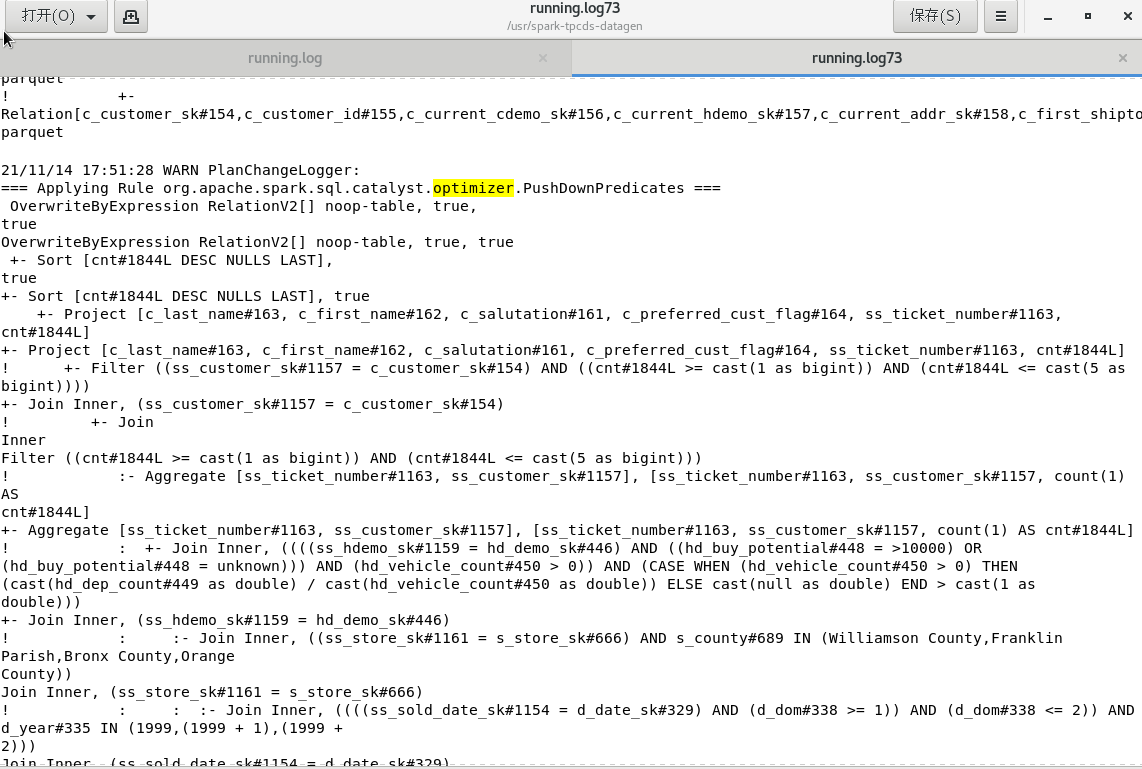 打开(O)
running.log73
/usr/spark-tpcds-datagen
保存(S)
running.log
running.log73
parquet
! +-
Relation[c_customer_sk#154,c_customer_id#155,c_current_cdemo_sk#156,c_current_hdemo_sk#157,c_current_addr_sk#158,c_first_shipto
parquet
21/11/14 17:51:28 WARN PlanChangeLogger:
=== Applying Rule org.apache.spark.sql.catalyst.optimizer.PushDownPredicates ===
OverwriteByExpression RelationV2[] noop-table, true,
true
OverwriteByExpression RelationV2[] noop-table, true, true
+- Sort [cnt#1844L DESC NULLS LAST],
true
+- Sort [cnt#1844L DESC NULLS LAST], true
+- Project [c_last_name#163, c_first_name#162, c_salutation#161, c_preferred_cust_flag#164, ss_ticket_number#1163,
cnt#1844L]
+- Project [c_last_name#163, c_first_name#162, c_salutation#161, c_preferred_cust_flag#164, ss_ticket_number#1163, cnt#1844L]
! +- Filter ((ss_customer_sk#1157 = c_customer_sk#154) AND ((cnt#1844L >= cast(1 as bigint)) AND (cnt#1844L <= cast(5 as
bigint))))
+- Join Inner, (ss_customer_sk#1157 = c_customer_sk#154)
! +- Join
Inner
Filter ((cnt#1844L >= cast(1 as bigint)) AND (cnt#1844L <= cast(5 as bigint)))
! :- Aggregate [ss_ticket_number#1163, ss_customer_sk#1157], [ss_ticket_number#1163, ss_customer_sk#1157, count(1)
AS
cnt#1844L]
+- Aggregate [ss_ticket_number#1163, ss_customer_sk#1157], [ss_ticket_number#1163, ss_customer_sk#1157, count(1) AS cnt#1844L]
! : +- Join Inner, ((((ss_hdemo_sk#1159 = hd_demo_sk#446) AND ((hd_buy_potential#448 = >10000) OR
(hd_buy_potential#448 = unknown))) AND (hd_vehicle_count#450 > 0)) AND (CASE WHEN (hd_vehicle_count#450 > 0) THEN
(cast(hd_dep_count#449 as double) / cast(hd_vehicle_count#450 as double)) ELSE cast(null as double) END > cast(1 as
double)))
+- Join Inner, (ss_hdemo_sk#1159 = hd_demo_sk#446)
! : :- Join Inner, ((ss_store_sk#1161 = s_store_sk#666) AND s_county#689 IN (Williamson County,Franklin
Parish,Bronx County,Orange
County))
Join Inner, (ss_store_sk#1161 = s_store_sk#666)
! : : :- Join Inner, ((((ss_sold_date_sk#1154 = d_date_sk#329) AND (d_dom#338 >= 1)) AND (d_dom#338 <= 2)) AND
d_year#335 IN (1999,(1999 + 1),(1999 +
2)))
Join Inner, (ss_sold_date_sk#1154 = d_date_sk#329)